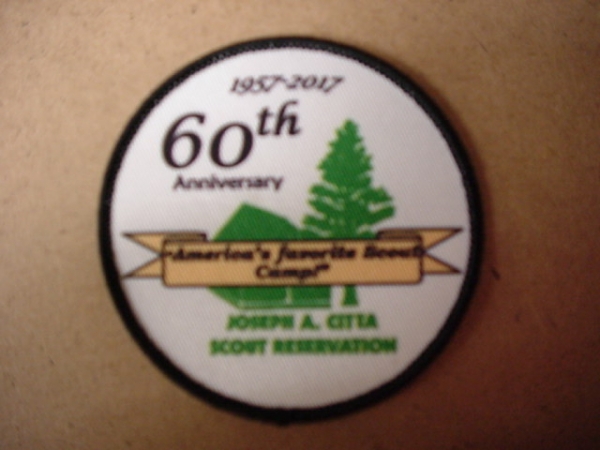 1957-2017
60th
Anniversary
"America's favorite Scout
Camp!"
JOSEPH A. CITTA
SCOUT RESERVATION